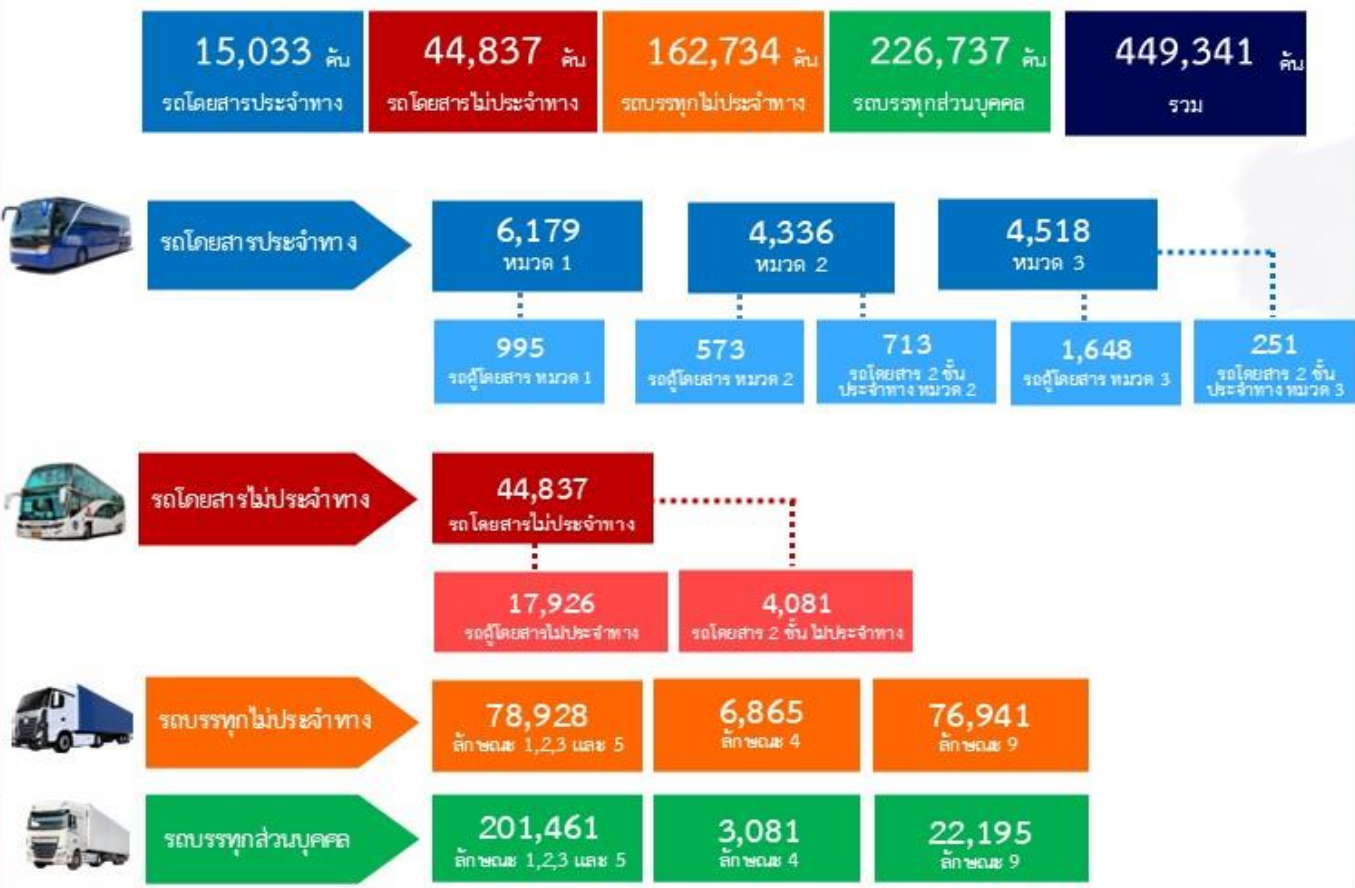 15,033 คัน
รถโดยสารประจำทาง
44,837 คัน
รถโดยสารไม่ประจำทาง
162,734 คัน
รถบรรทุกไม่ประจำทาง
226,737 คัน
รถบรรทุกส่วนบุคคล
449,341 คัน
รวม
รถโดยสารประจำทาง
6,179
หมวด 1
4,336
หมวด 2
4,518
หมวด 3
995
รถตู้โดยสาร หมวด 1
573
รถตู้โดยสาร หมวด 2
713
รถโดยสาร 2 ชั้น
ประจำทาง หมวด 2
1,648
รถตู้โดยสาร หมวด 3
251
รถโดยสาร 2 ชั้น
ประจำทาง หมวด 3
รถโดยสารไม่ประจำทาง
44,837
รถโดยสารไม่ประจำทาง
17,926
รถตู้โดยสารไม่ประจำทาง
4,081
รถโดยสาร 2 ชั้น ไม่ประจำทาง
รถบรรทุกไม่ประจำทาง
78,928
ลักษณะ 1,2,3 และ 5
6,865
ลักษณะ 4
76,941
ลักษณะ 9
รถบรรทุกส่วนบุคคล
201,461
ลักษณะ 1,2,3 และ 5
3,081
ลักษณะ 4
22,195
ลักษณะ 9